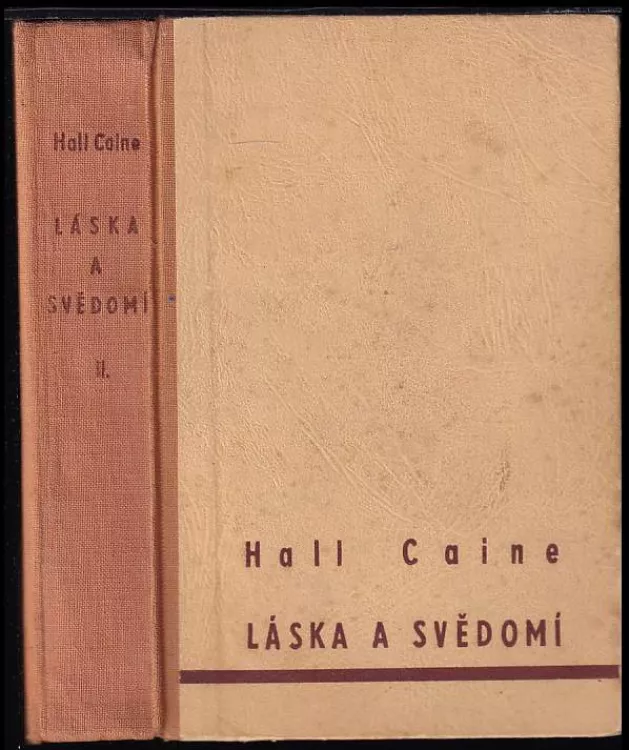 Hall Caine
LÁSKA
A
SVĚDOMÍ
II.
Hall Caine
LÁSKA A SVĚDOMÍ